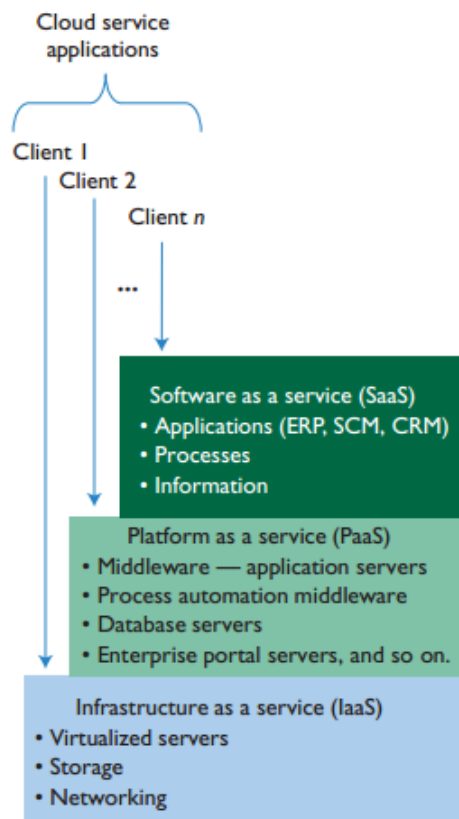 Cloud service
applications
Client 1
Client 2
Client n
...
Software as a service (SaaS)
• Applications (ERP, SCM, CRM)
• Processes
• Information
Platform as a service (PaaS)
• Middleware — application servers
• Process automation middleware
• Database servers
• Enterprise portal servers, and so on.
Infrastructure as a service (IaaS)
• Virtualized servers
• Storage
• Networking